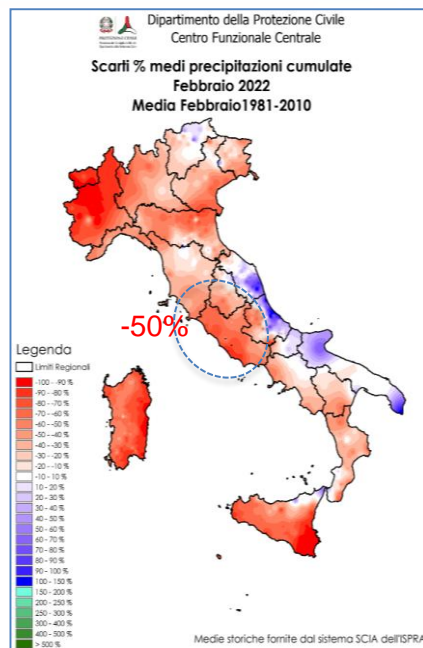 Dipartimento della Protezione Civile
Centro Funzionale Centrale
Scarti % medi precipitazioni cumulate
Febbraio 2022
Media Febbraio1981-2010
-50%
Legenda
Limiti Regionali
-100 - -90 %
-90 - -80 %
-80 - -70 %
-70 - -60 %
-60 - -50 %
-50 - -40 %
-40 - -30 %
-30 - -20 %
-20 - -10 %
-10 - 10 %
10 - 20 %
20 - 30 %
30 - 40 %
40 - 50 %
50 - 60 %
60 - 70 %
70 - 80 %
80 - 90 %
90 - 100 %
100 - 150 %
150 - 200 %
200 - 250 %
250 - 300 %
300 - 400 %
400 - 500 %
> 500 %
Medie storiche fornite dal sistema SCIA dell'ISPRA